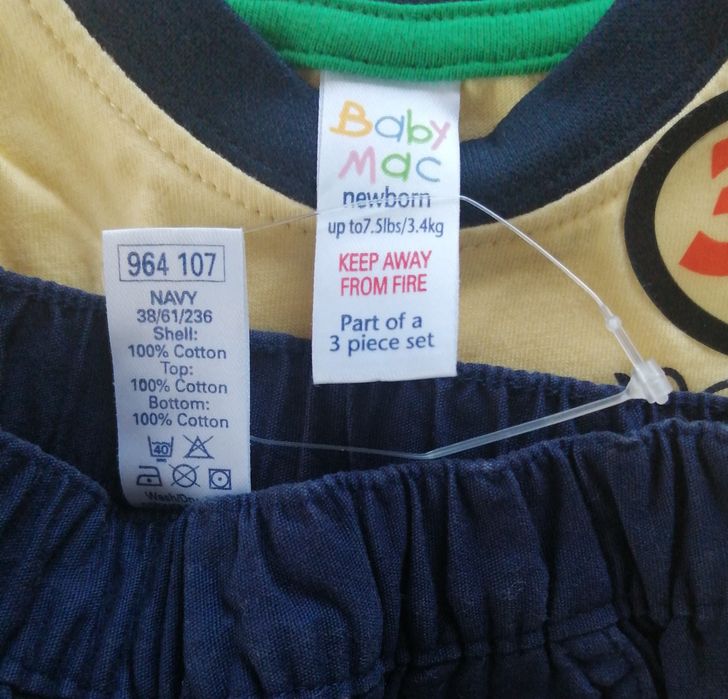 Baby
Mac
newborn
up to7.5lbs/3.4kg
KEEP AWAY
FROM FIRE
Part of a
3 piece set
964 107
NAVY
38/61/236
Shell:
100% Cotton
Top:
100% Cotton
Bottom:
100% Cotton
40